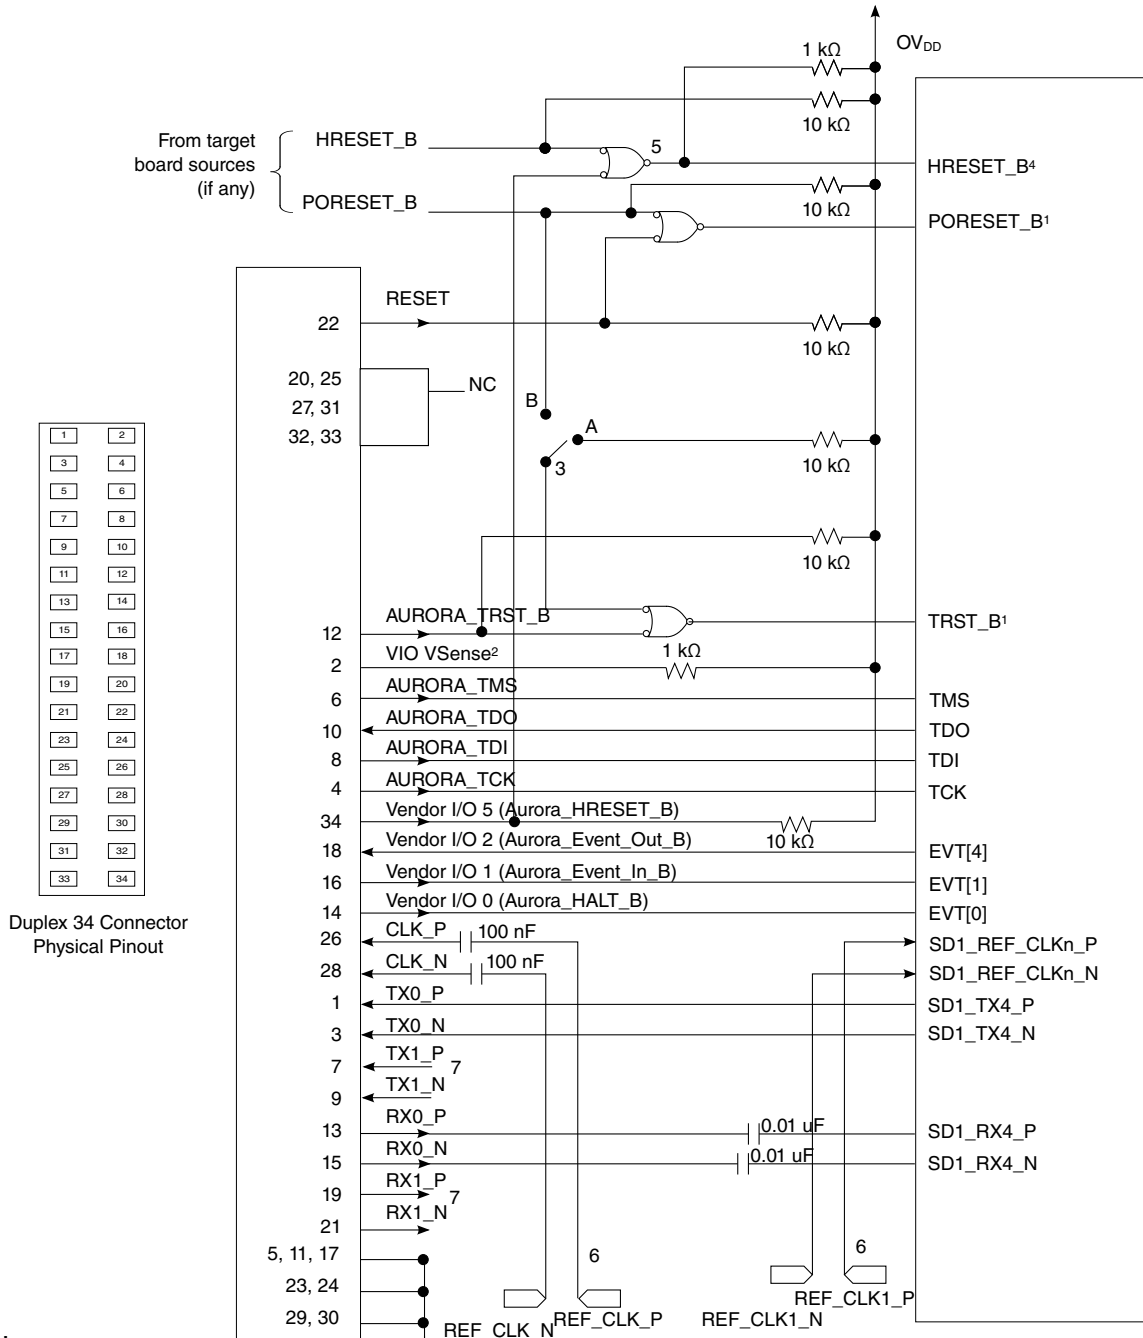 1 kΩ
OVDD
10 kΩ
From target
board sources
(if any)
HRESET_B
5
HRESET_B4
10 kΩ
PORESET_B
PORESET_B1
RESET
22
10 kΩ
20, 25
27, 31
32, 33
NC
B
A
3
10 kΩ
10 kΩ
AURORA_TRST_B
12
TRST_B1
VIO VSense2
2
1 kΩ
AURORA_TMS
6
TMS
AURORA_TDO
10
TDO
AURORA_TDI
8
TDI
AURORA_TCK
4
TCK
Vendor I/O 5 (Aurora_HRESET_B)
34
10 kΩ
Vendor I/O 2 (Aurora_Event_Out_B)
18
EVT[4]
Vendor I/O 1 (Aurora_Event_In_B)
16
EVT[1]
Vendor I/O 0 (Aurora_HALT_B)
14
EVT[0]
CLK_P
100 nF
26
SD1_REF_CLKn_P
CLK_N
100 nF
28
SD1_REF_CLKn_N
TX0_P
1
SD1_TX4_P
TX0_N
3
SD1_TX4_N
TX1_P
7
7
TX1_N
9
RX0_P
13
0.01 uF
SD1_RX4_P
RX0_N
15
0.01 uF
SD1_RX4_N
RX1_P
19
7
RX1_N
21
5, 11, 17
23, 24
29, 30
6
6
REF_CLK_N
REF_CLK_P
REF_CLK1_N
REF_CLK1_P
1 2
3 4
5 6
7 8
9 10
11 12
13 14
15 16
17 18
19 20
21 22
23 24
25 26
27 28
29 30
31 32
33 34
Duplex 34 Connector
Physical Pinout